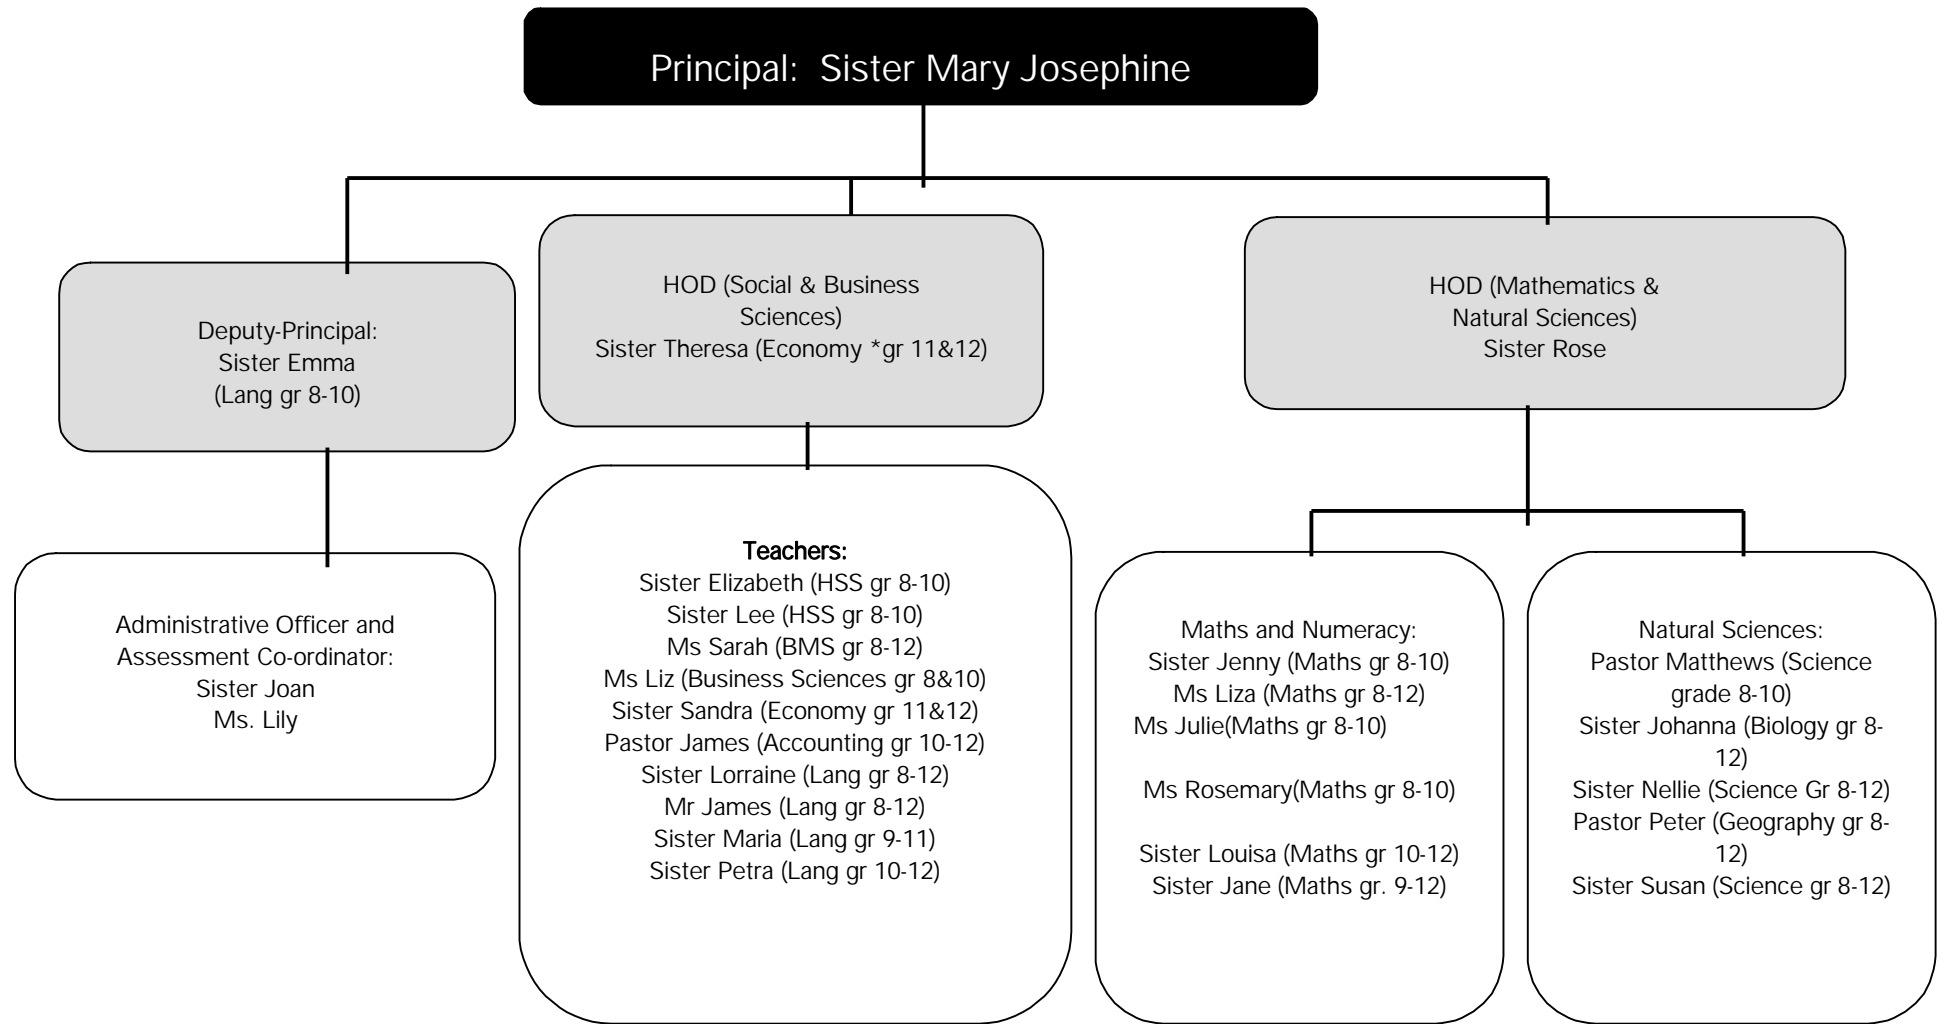 Principal:  Sister Mary Josephine
Deputy-Principal:
Sister Emma
(Lang gr 8-10)
HOD (Social & Business
Sciences)
Sister Theresa (Economy *gr 11&12)
HOD (Mathematics &
Natural Sciences)
Sister Rose
Administrative Officer and
Assessment Co-ordinator:
Sister Joan
Ms. Lily
Teachers:
Sister Elizabeth (HSS gr 8-10)
Sister Lee (HSS gr 8-10)
Ms Sarah (BMS gr 8-12)
Ms Liz (Business Sciences gr 8&10)
Sister Sandra (Economy gr 11&12)
Pastor James (Accounting gr 10-12)
Sister Lorraine (Lang gr 8-12)
Mr James (Lang gr 8-12)
Sister Maria (Lang gr 9-11)
Sister Petra (Lang gr 10-12)
Maths and Numeracy:
Sister Jenny (Maths gr 8-10)
Ms Liza (Maths gr 8-12)
Ms Julie(Maths gr 8-10)
Ms Rosemary(Maths gr 8-10)
Sister Louisa (Maths gr 10-12)
Sister Jane (Maths gr. 9-12)
Natural Sciences:
Pastor Matthews (Science
grade 8-10)
Sister Johanna (Biology gr 8-
12)
Sister Nellie (Science Gr 8-12)
Pastor Peter (Geography gr 8-
12)
Sister Susan (Science gr 8-12)